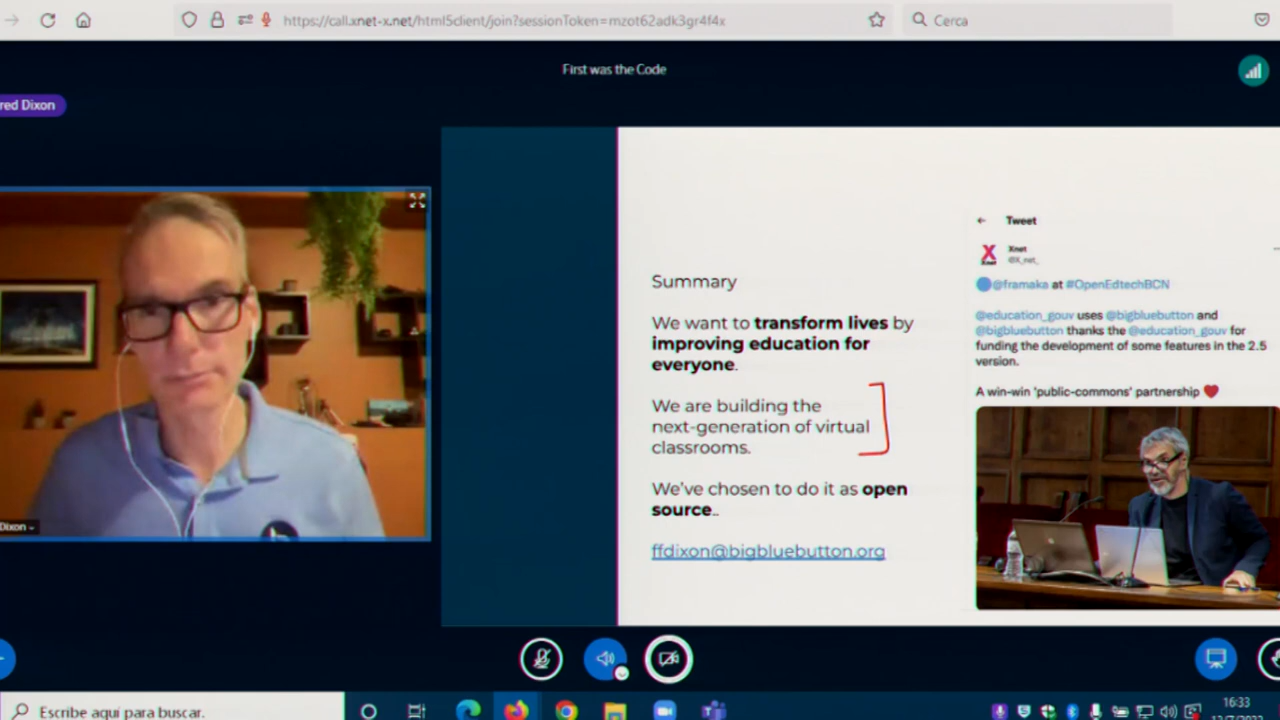 https://call.xnet-x.net/html5client/join?sessionToken=mzot62adk3gr4f4x
Cerca
First was the Code
red Dixon
Dixon
Summary
We want to transform lives by
improving education for
everyone.
We are building the
next-generation of virtual
classrooms.
We've chosen to do it as open
source..
ffdixon@bigbluebutton.org
Tweet
X
Xnet
Xnet
@X_net_
@framaka at #OpenEdtechBCN
@education_gouv uses @bigbluebutton and
@bigbluebutton thanks the @education_gouv for
funding the development of some features in the 2.5
version.
A win-win 'public-commons' partnership
Escribe aquí para buscar.
16:33